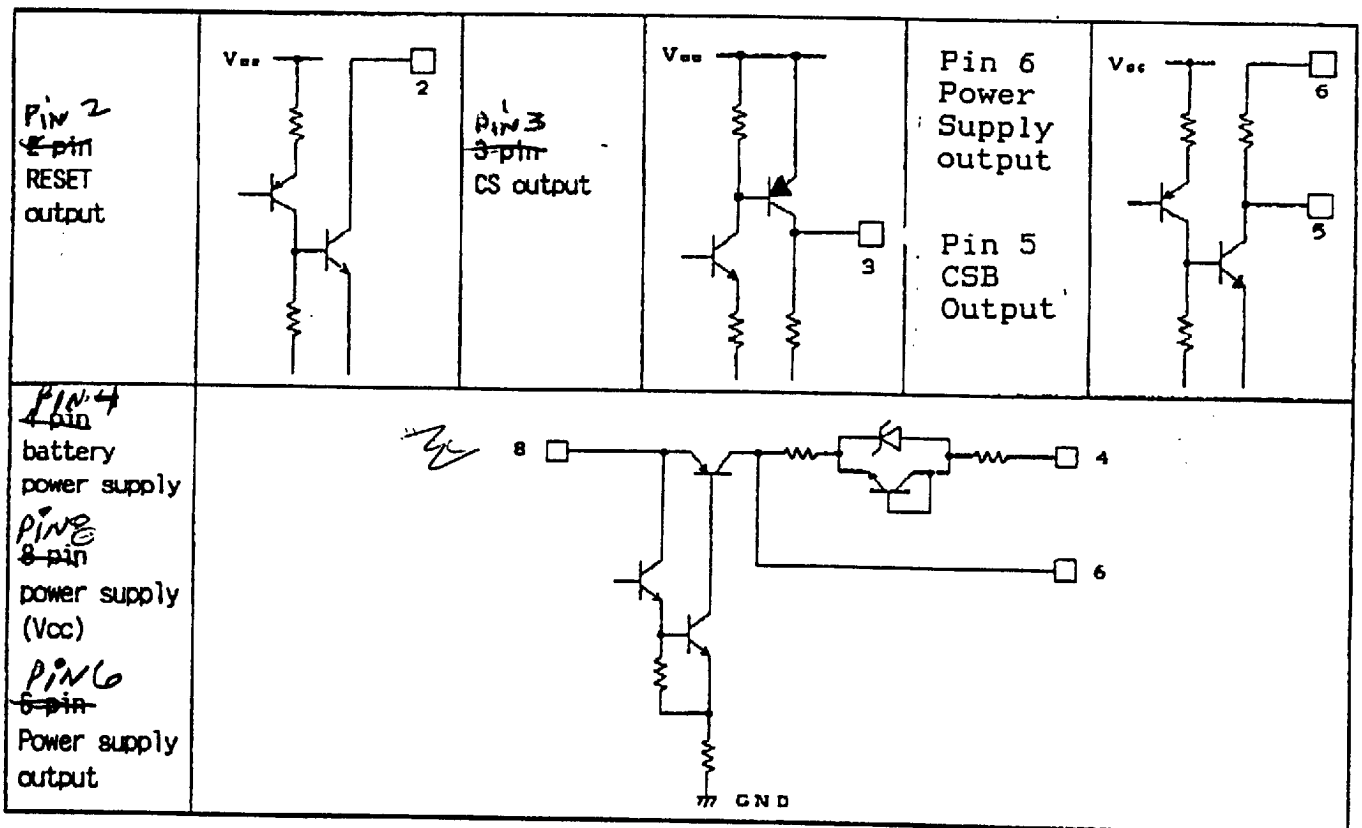 PiN 2
2 pin
RESET
output
Vcc
2
PiN 3
3 pin
CS output
Vcc
3
Pin 6
Power
Supply
output
Pin 5
CSB
Output
Vcc
6
5
PIN 4
4 pin
battery
power supply
PiN 8
8 pin
power supply
(Vcc)
PiN 6
6 pin
Power supply
output
8
4
6
GND